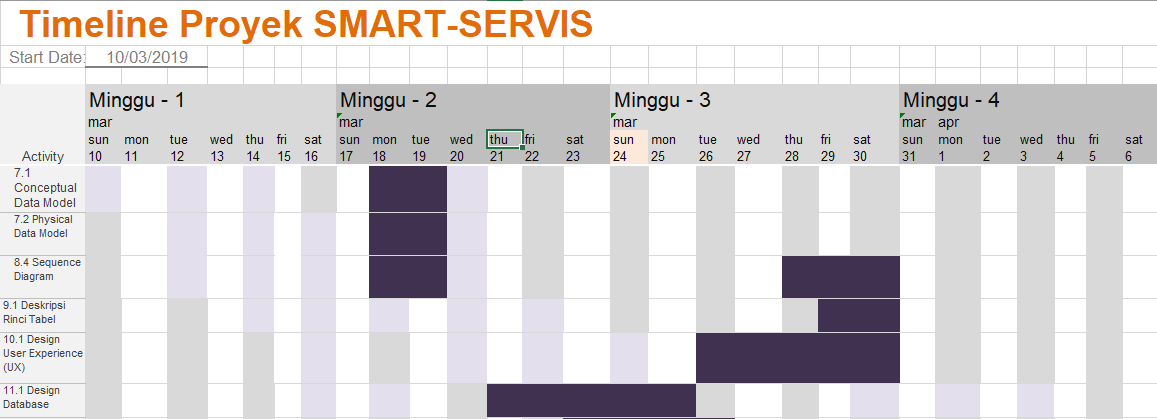 Timeline Proyek SMART-SERVIS
Start Date: 10/03/2019
Minggu - 1 Minggu - 2 Minggu - 3 Minggu - 4
mar mar mar mar apr
sun mon tue wed thu fri sat sun mon tue wed thu fri sat sun mon tue wed thu fri sat sun mon tue wed thu fri sat
Activity 10 11 12 13 14 15 16 17 18 19 20 21 22 23 24 25 26 27 28 29 30 31 1 2 3 4 5 6
7.1
Conceptual
Data Model
7.2 Physical
Data Model
8.4 Sequence
Diagram
9.1 Deskripsi
Rinci Tabel
10.1 Design
User Experience
(UX)
11.1 Design
Database